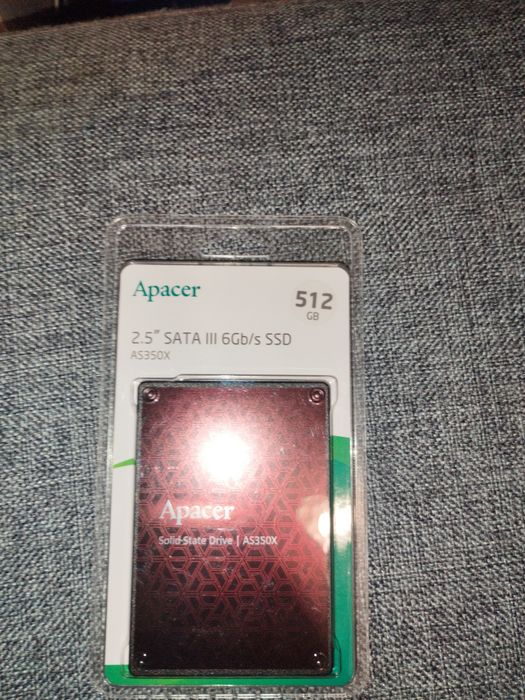 Apacer
512
GB
2.5" SATA III 6Gb/s SSD
AS350X
Apacer
Solid State Drive | AS350X